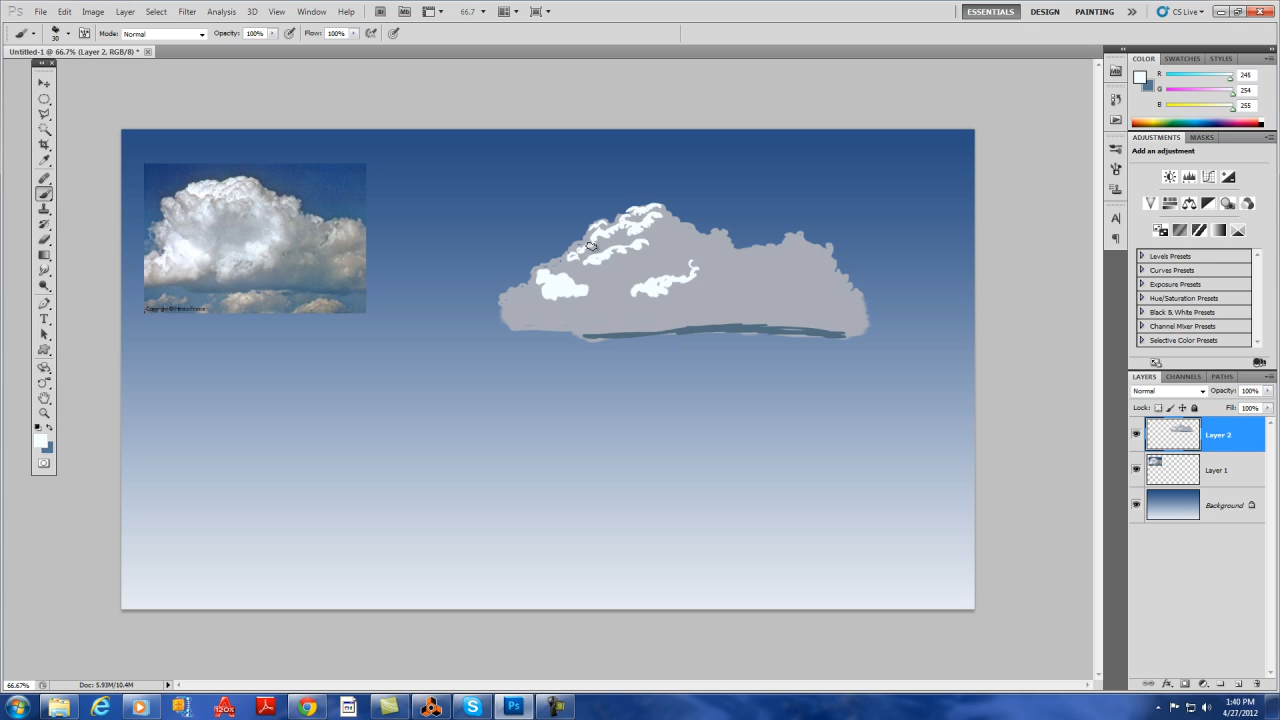 Ps File Edit Image Layer Select Filter Analysis 3D View Window Help Br Mb 66.7 ESSENTIALS DESIGN PAINTING CS Live
30 Mode: Normal Opacity: 100% Flow: 100%
Untitled-1 @ 66.7% (Layer 2, RGB/8) *
COLOR SWATCHES STYLES
R 245
G 254
B 255
ADJUSTMENTS MASKS
Add an adjustment
Levels Presets
Curves Presets
Exposure Presets
Hue/Saturation Presets
Black & White Presets
Channel Mixer Presets
Selective Color Presets
LAYERS CHANNELS PATHS
Normal Opacity: 100%
Lock: Fill: 100%
Layer 2
Layer 1
Background
66.67% Doc: 5.93M/10.4M
1:40 PM
4/27/2012